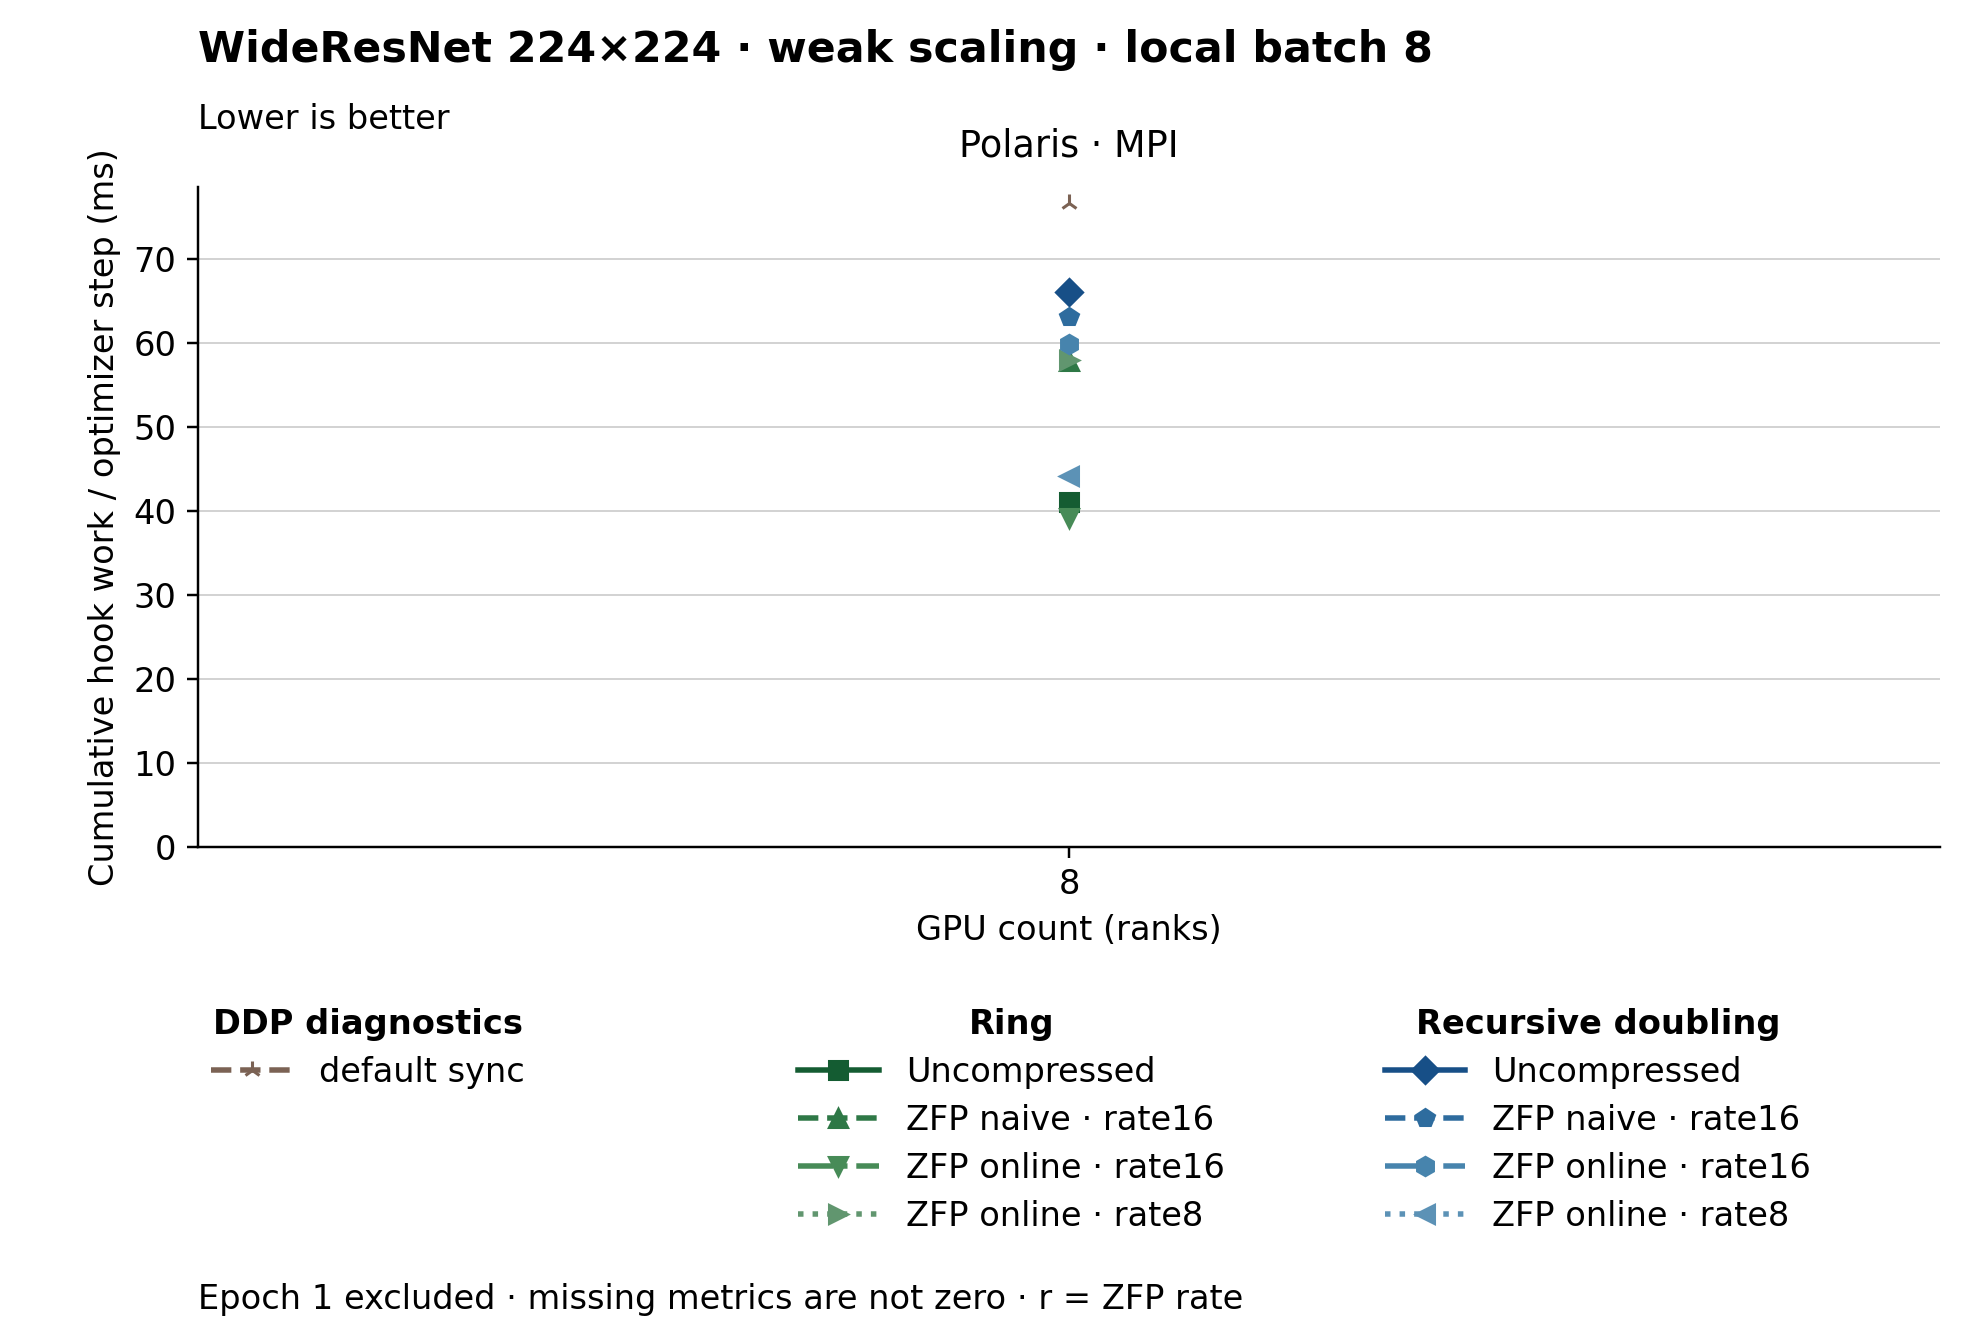 WideResNet 224×224 · weak scaling · local batch 8
Lower is better
Polaris · MPI
Cumulative hook work / optimizer step (ms)
70
60
50
40
30
20
10
0
8
GPU count (ranks)
DDP diagnostics
default sync
Ring
Uncompressed
ZFP naive · rate16
ZFP online · rate16
ZFP online · rate8
Recursive doubling
Uncompressed
ZFP naive · rate16
ZFP online · rate16
ZFP online · rate8
Epoch 1 excluded · missing metrics are not zero · r = ZFP rate